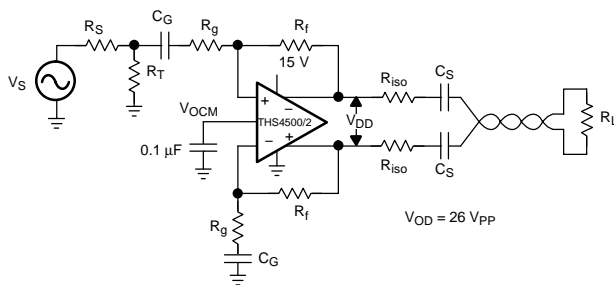 C_G
R_S
R_g
R_f
15 V
V_S
R_T
R_iso
C_S
V_OCM
+
−
THS4500/2
−
+
V_DD
R_L
0.1 µF
R_iso
C_S
R_f
R_g
V_OD = 26 V_PP
C_G